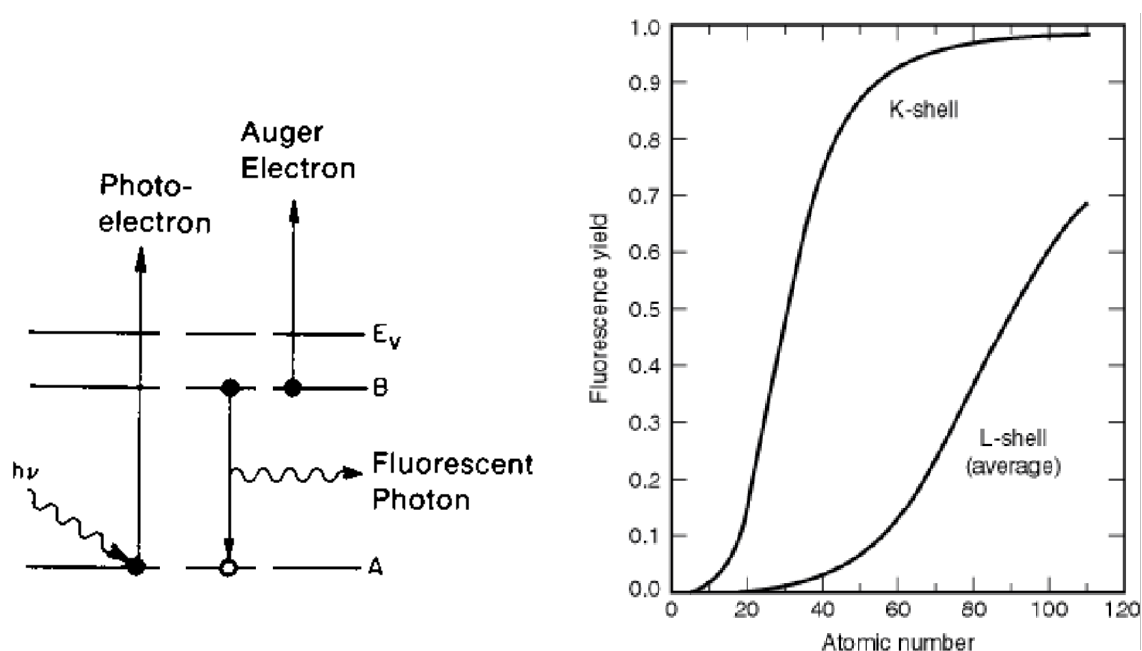 Auger
Electron
Photo-
electron
E_v
B
hν
Fluorescent
Photon
A
1.0
0.9
K-shell
0.8
0.7
0.6
Fluorescence yield
0.5
0.4
0.3
L-shell
(average)
0.2
0.1
0.0
0 20 40 60 80 100 120
Atomic number